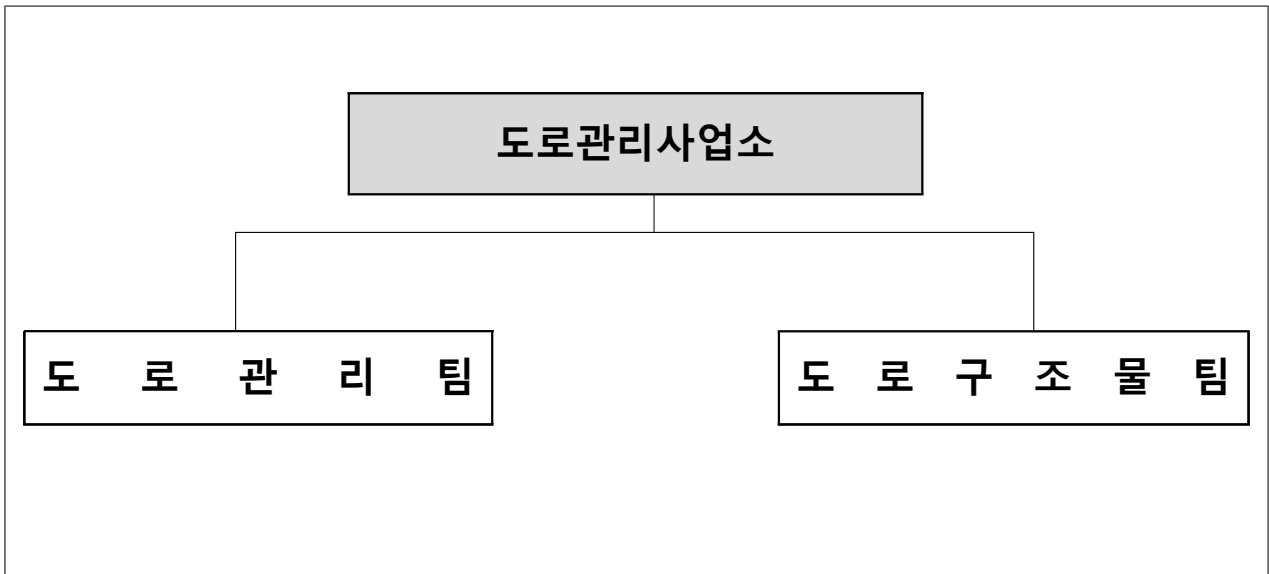 도로관리사업소
도 로 관 리 팀
도 로 구 조 물 팀